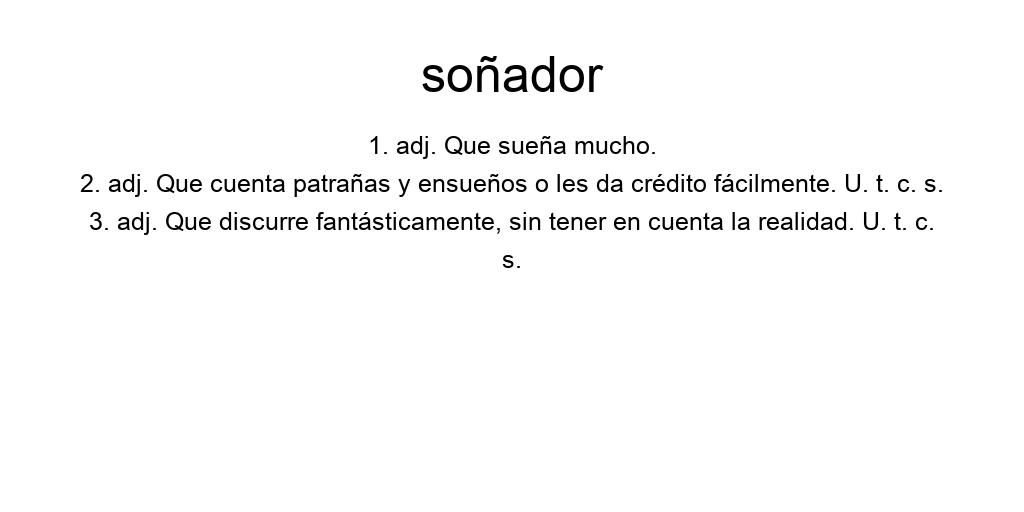 soñador
1. adj. Que sueña mucho.
2. adj. Que cuenta patrañas y ensueños o les da crédito fácilmente. U. t. c. s.
3. adj. Que discurre fantásticamente, sin tener en cuenta la realidad. U. t. c.
s.